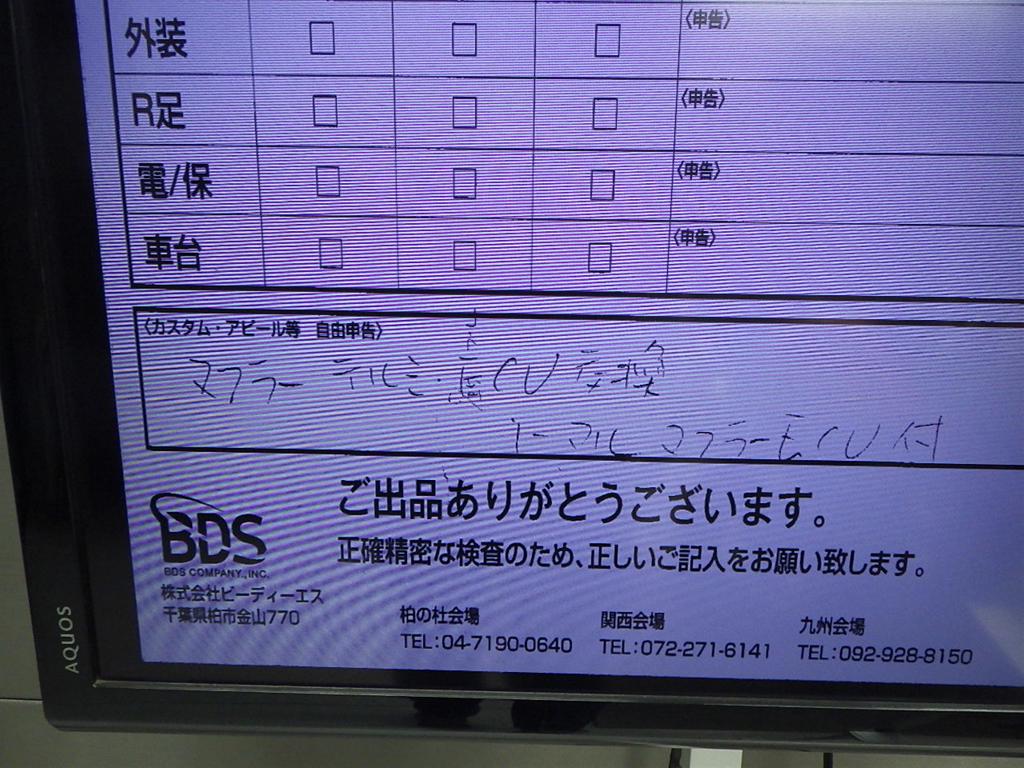 外装 □ □ □ 〈申告〉
R足 □ □ □ 〈申告〉
電/保 □ □ □ 〈申告〉
車台 □ □ □ 〈申告〉
〈カスタム・アピール等 自由申告〉
マフラー テルミ CU交換
トーマル マフラーECU付
ご出品ありがとうございます。
正確精密な検査のため、正しいご記入をお願い致します。
BDS
BDS COMPANY.,INC.
株式会社ビーディーエス
千葉県柏市金山770
柏の杜会場 関西会場 九州会場
TEL:04-7190-0640 TEL:072-271-6141 TEL:092-928-8150
AQUOS